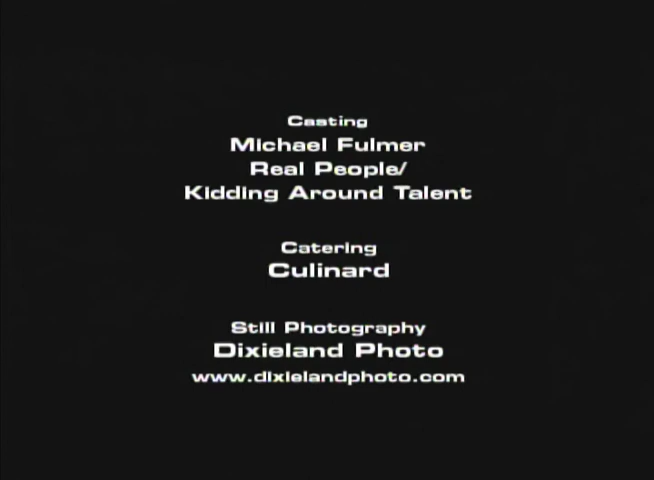 Casting
Michael Fulmer
Real People/
Kidding Around Talent
Catering
Culinard
Still Photography
Dixieland Photo
www.dixielandphoto.com